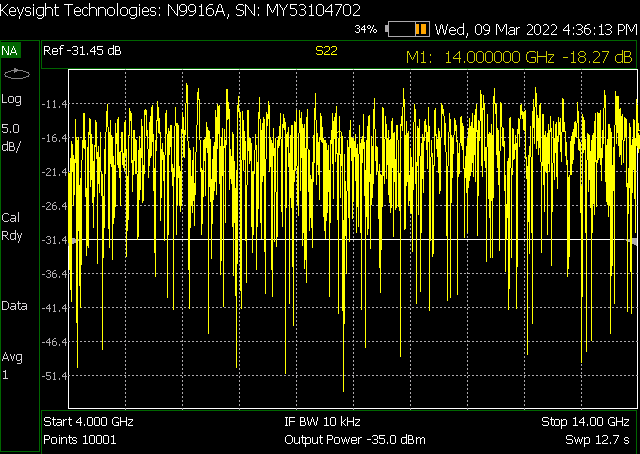 Keysight Technologies: N9916A, SN: MY53104702
34% Wed, 09 Mar 2022 4:36:13 PM
NA Ref -31.45 dB S22 M1: 14.000000 GHz -18.27 dB
Log
5.0
dB/
Cal
Rdy
Data
Avg
1
-11.4
-16.4
-21.4
-26.4
-31.4
-36.4
-41.4
-46.4
-51.4
Start 4.000 GHz IF BW 10 kHz Stop 14.00 GHz
Points 10001 Output Power -35.0 dBm Swp 12.7 s